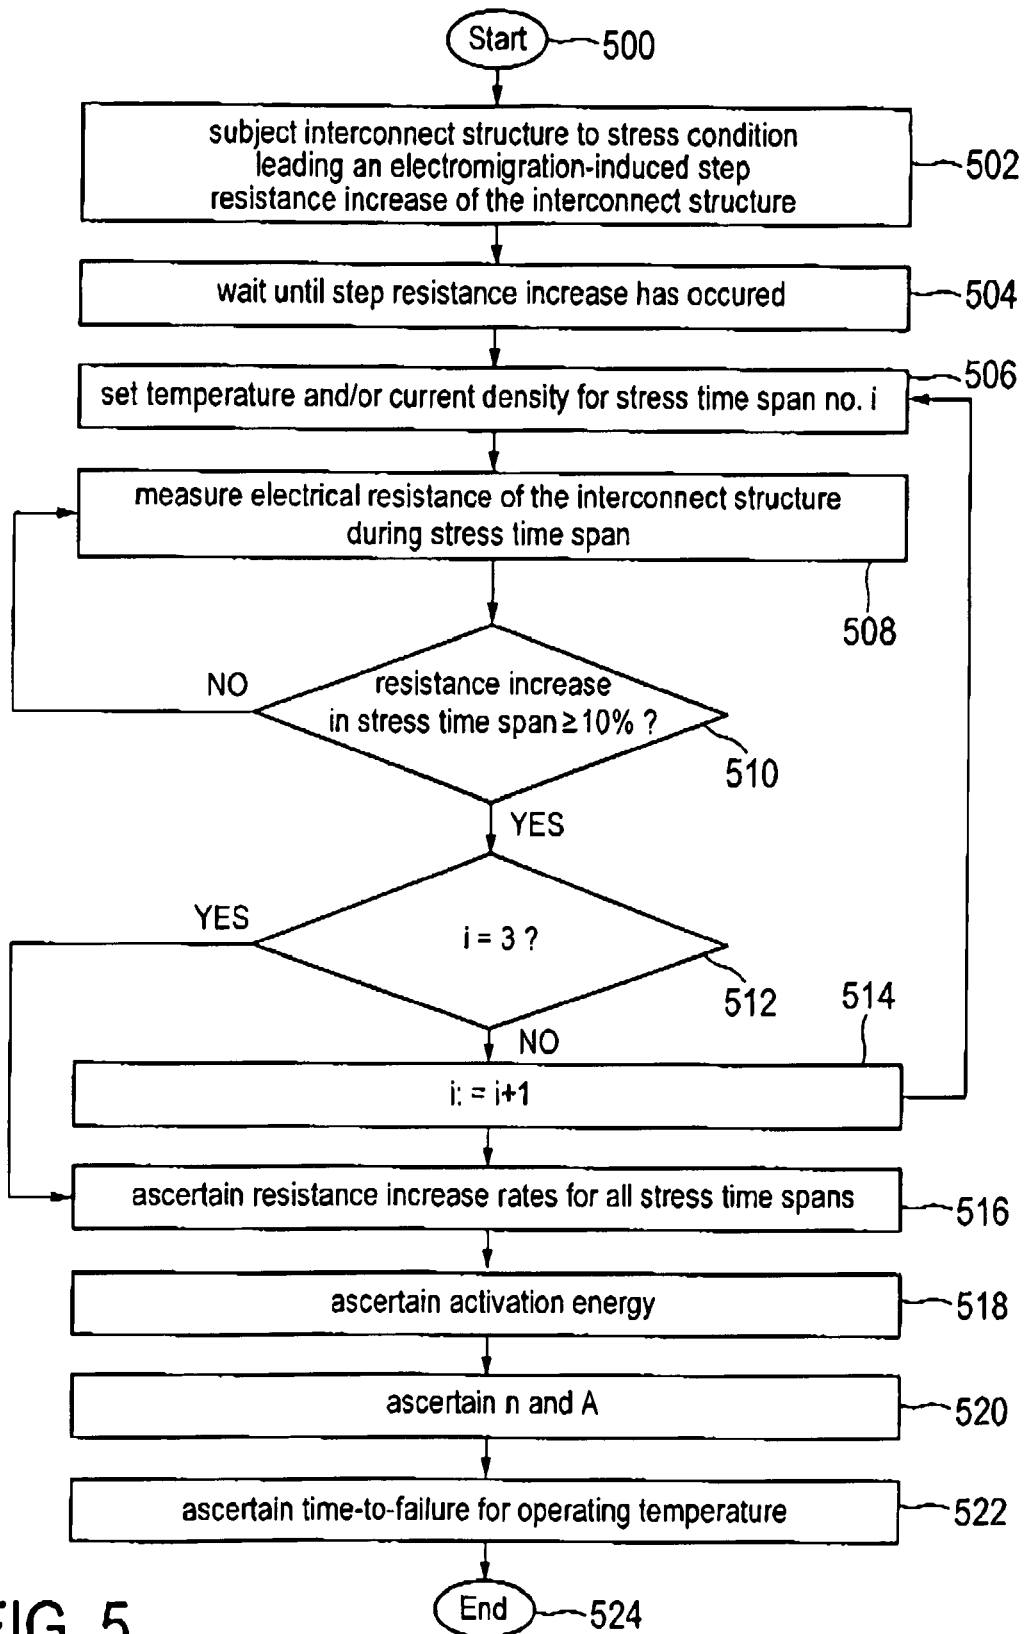 Start
500
subject interconnect structure to stress condition
leading an electromigration-induced step
resistance increase of the interconnect structure
502
wait until step resistance increase has occured
504
506
set temperature and/or current density for stress time span no. i
measure electrical resistance of the interconnect structure
during stress time span
508
NO
resistance increase
in stress time span ≥ 10% ?
510
YES
YES
i = 3 ?
512
514
NO
i: = i+1
ascertain resistance increase rates for all stress time spans
516
ascertain activation energy
518
ascertain n and A
520
ascertain time-to-failure for operating temperature
522
End
524
FIG. 5